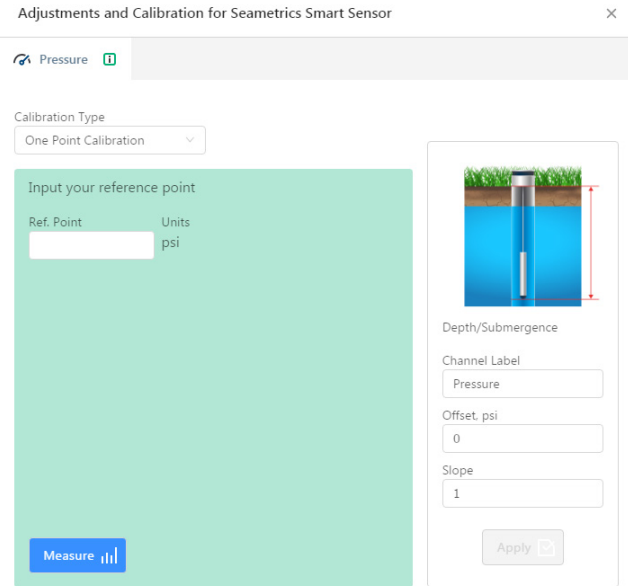 Adjustments and Calibration for Seametrics Smart Sensor
Pressure
Calibration Type
One Point Calibration
Input your reference point
Ref. Point Units
psi
Measure
Depth/Submergence
Channel Label
Pressure
Offset, psi
0
Slope
1
Apply